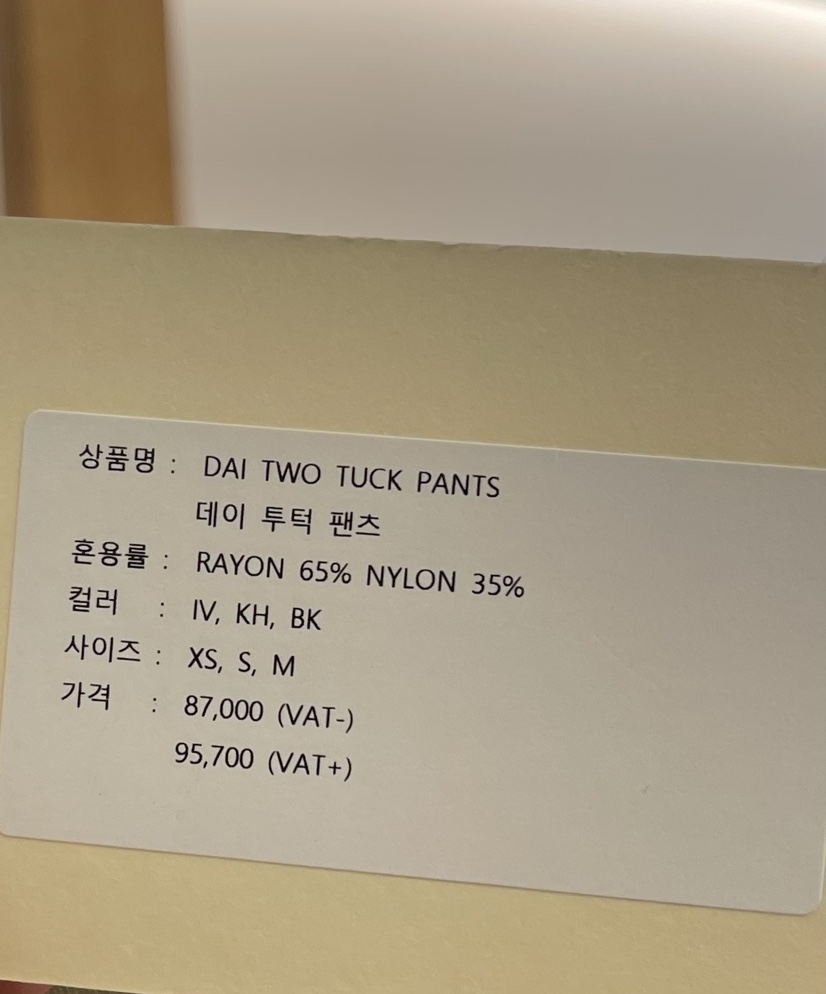 상품명 : DAI TWO TUCK PANTS
데이 투턱 팬츠
혼용률 : RAYON 65% NYLON 35%
컬러 : IV, KH, BK
사이즈 : XS, S, M
가격 : 87,000 (VAT-)
95,700 (VAT+)